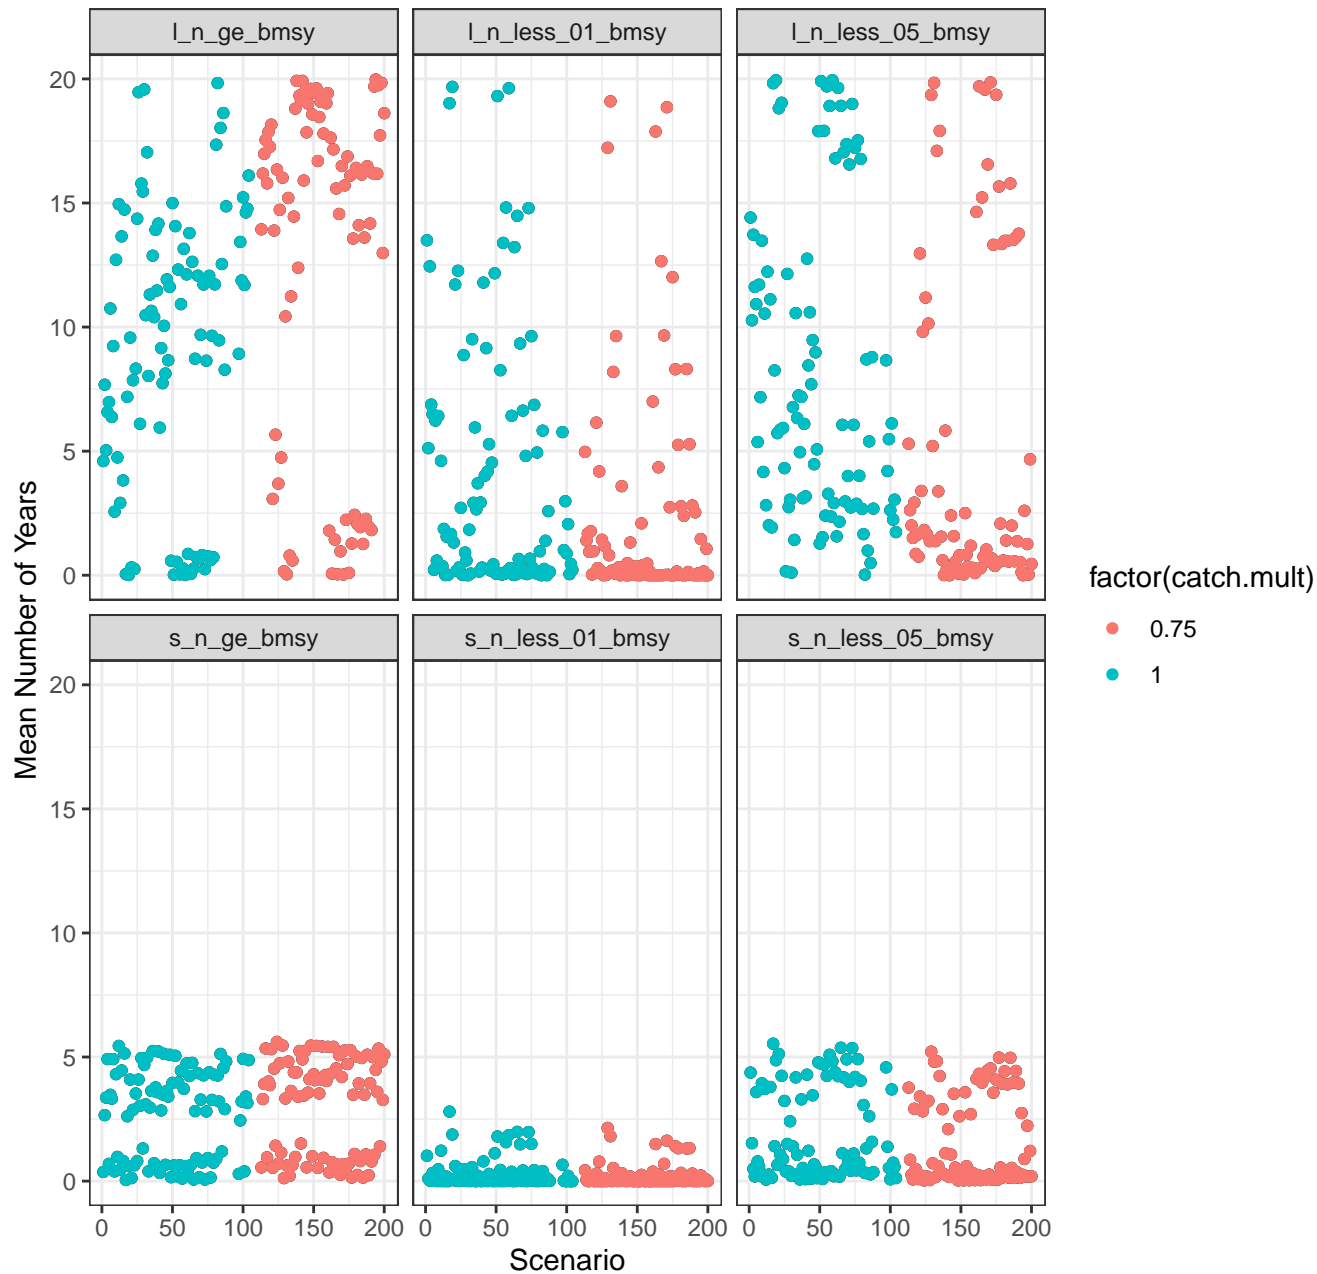 l_n_ge_bmsy
l_n_less_01_bmsy
l_n_less_05_bmsy
20
15
10
5
0
s_n_ge_bmsy
s_n_less_01_bmsy
s_n_less_05_bmsy
20
15
10
5
0
0 50 100 150 200
0 50 100 150 200
0 50 100 150 200
Scenario
Mean Number of Years
factor(catch.mult)
0.75
1